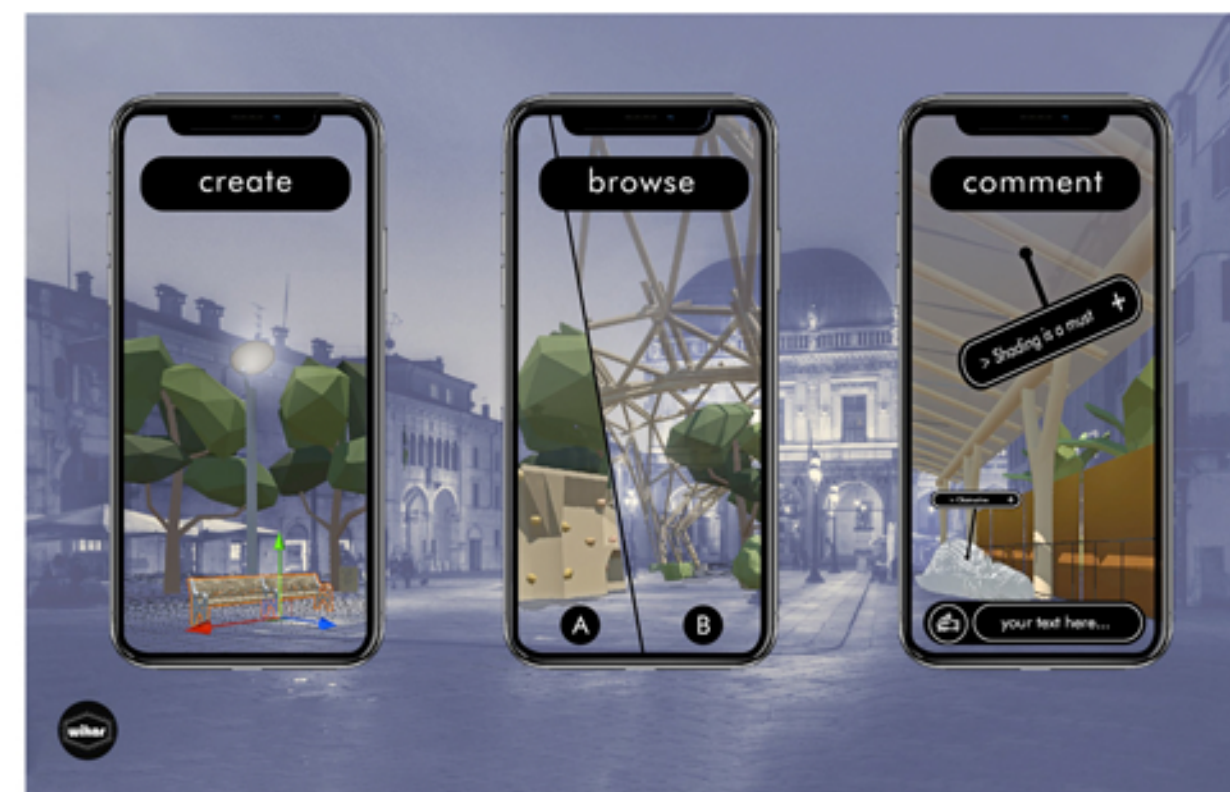 create
browse
comment
> Shading is a must +
A
B
your text here...
wikar